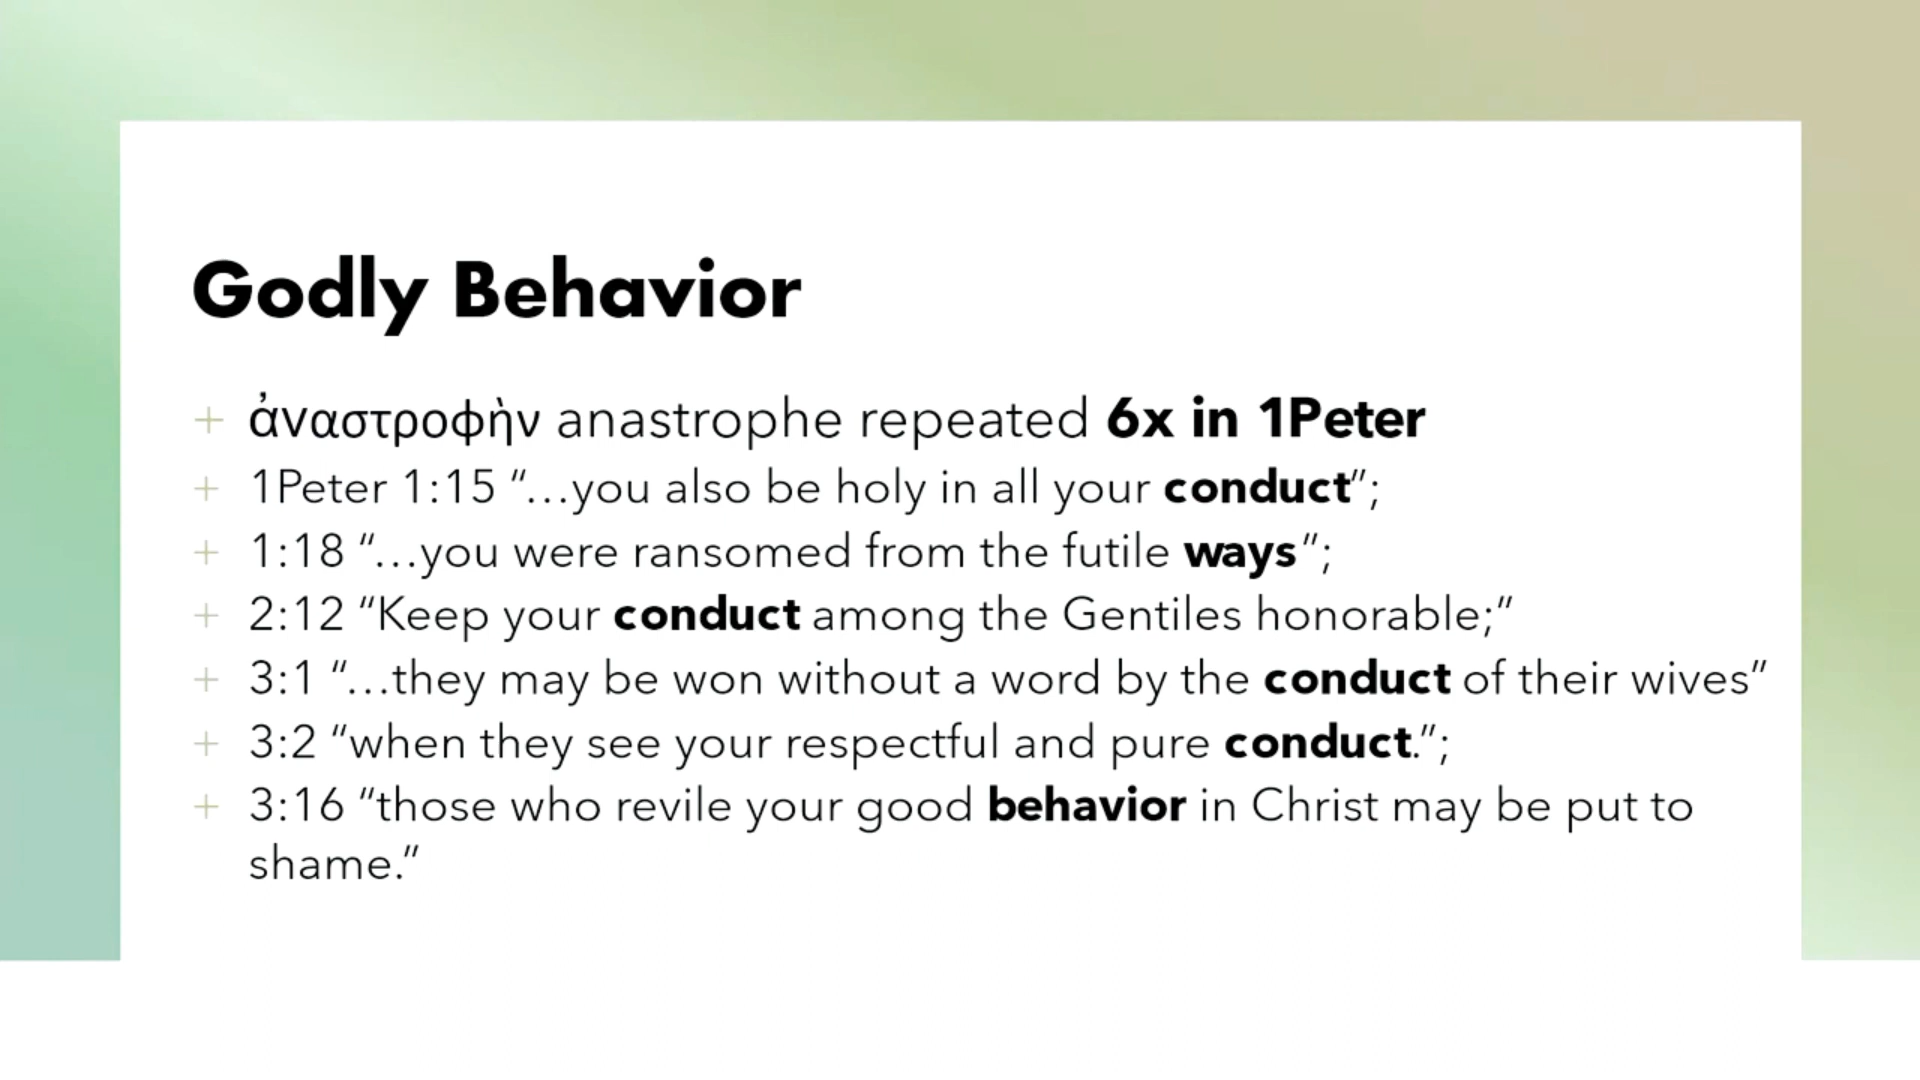 Godly Behavior
+ ἀναστροφὴν anastrophe repeated 6x in 1Peter
+ 1Peter 1:15 “…you also be holy in all your conduct”;
+ 1:18 “…you were ransomed from the futile ways”;
+ 2:12 “Keep your conduct among the Gentiles honorable;”
+ 3:1 “…they may be won without a word by the conduct of their wives”
+ 3:2 “when they see your respectful and pure conduct.”;
+ 3:16 “those who revile your good behavior in Christ may be put to
shame.”